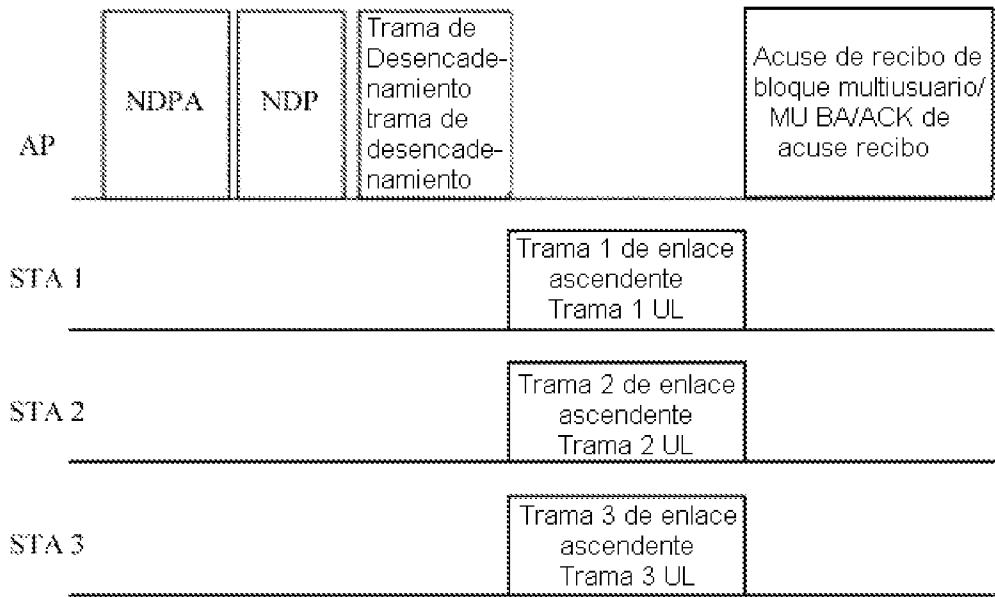 AP
NDPA
NDP
Trama de
Desencade-
namiento
trama de
desencade-
namiento
Acuse de recibo de
bloque multiusuario/
MU BA/ACK de
acuse recibo
STA 1
Trama 1 de enlace
ascendente
Trama 1 UL
STA 2
Trama 2 de enlace
ascendente
Trama 2 UL
STA 3
Trama 3 de enlace
ascendente
Trama 3 UL